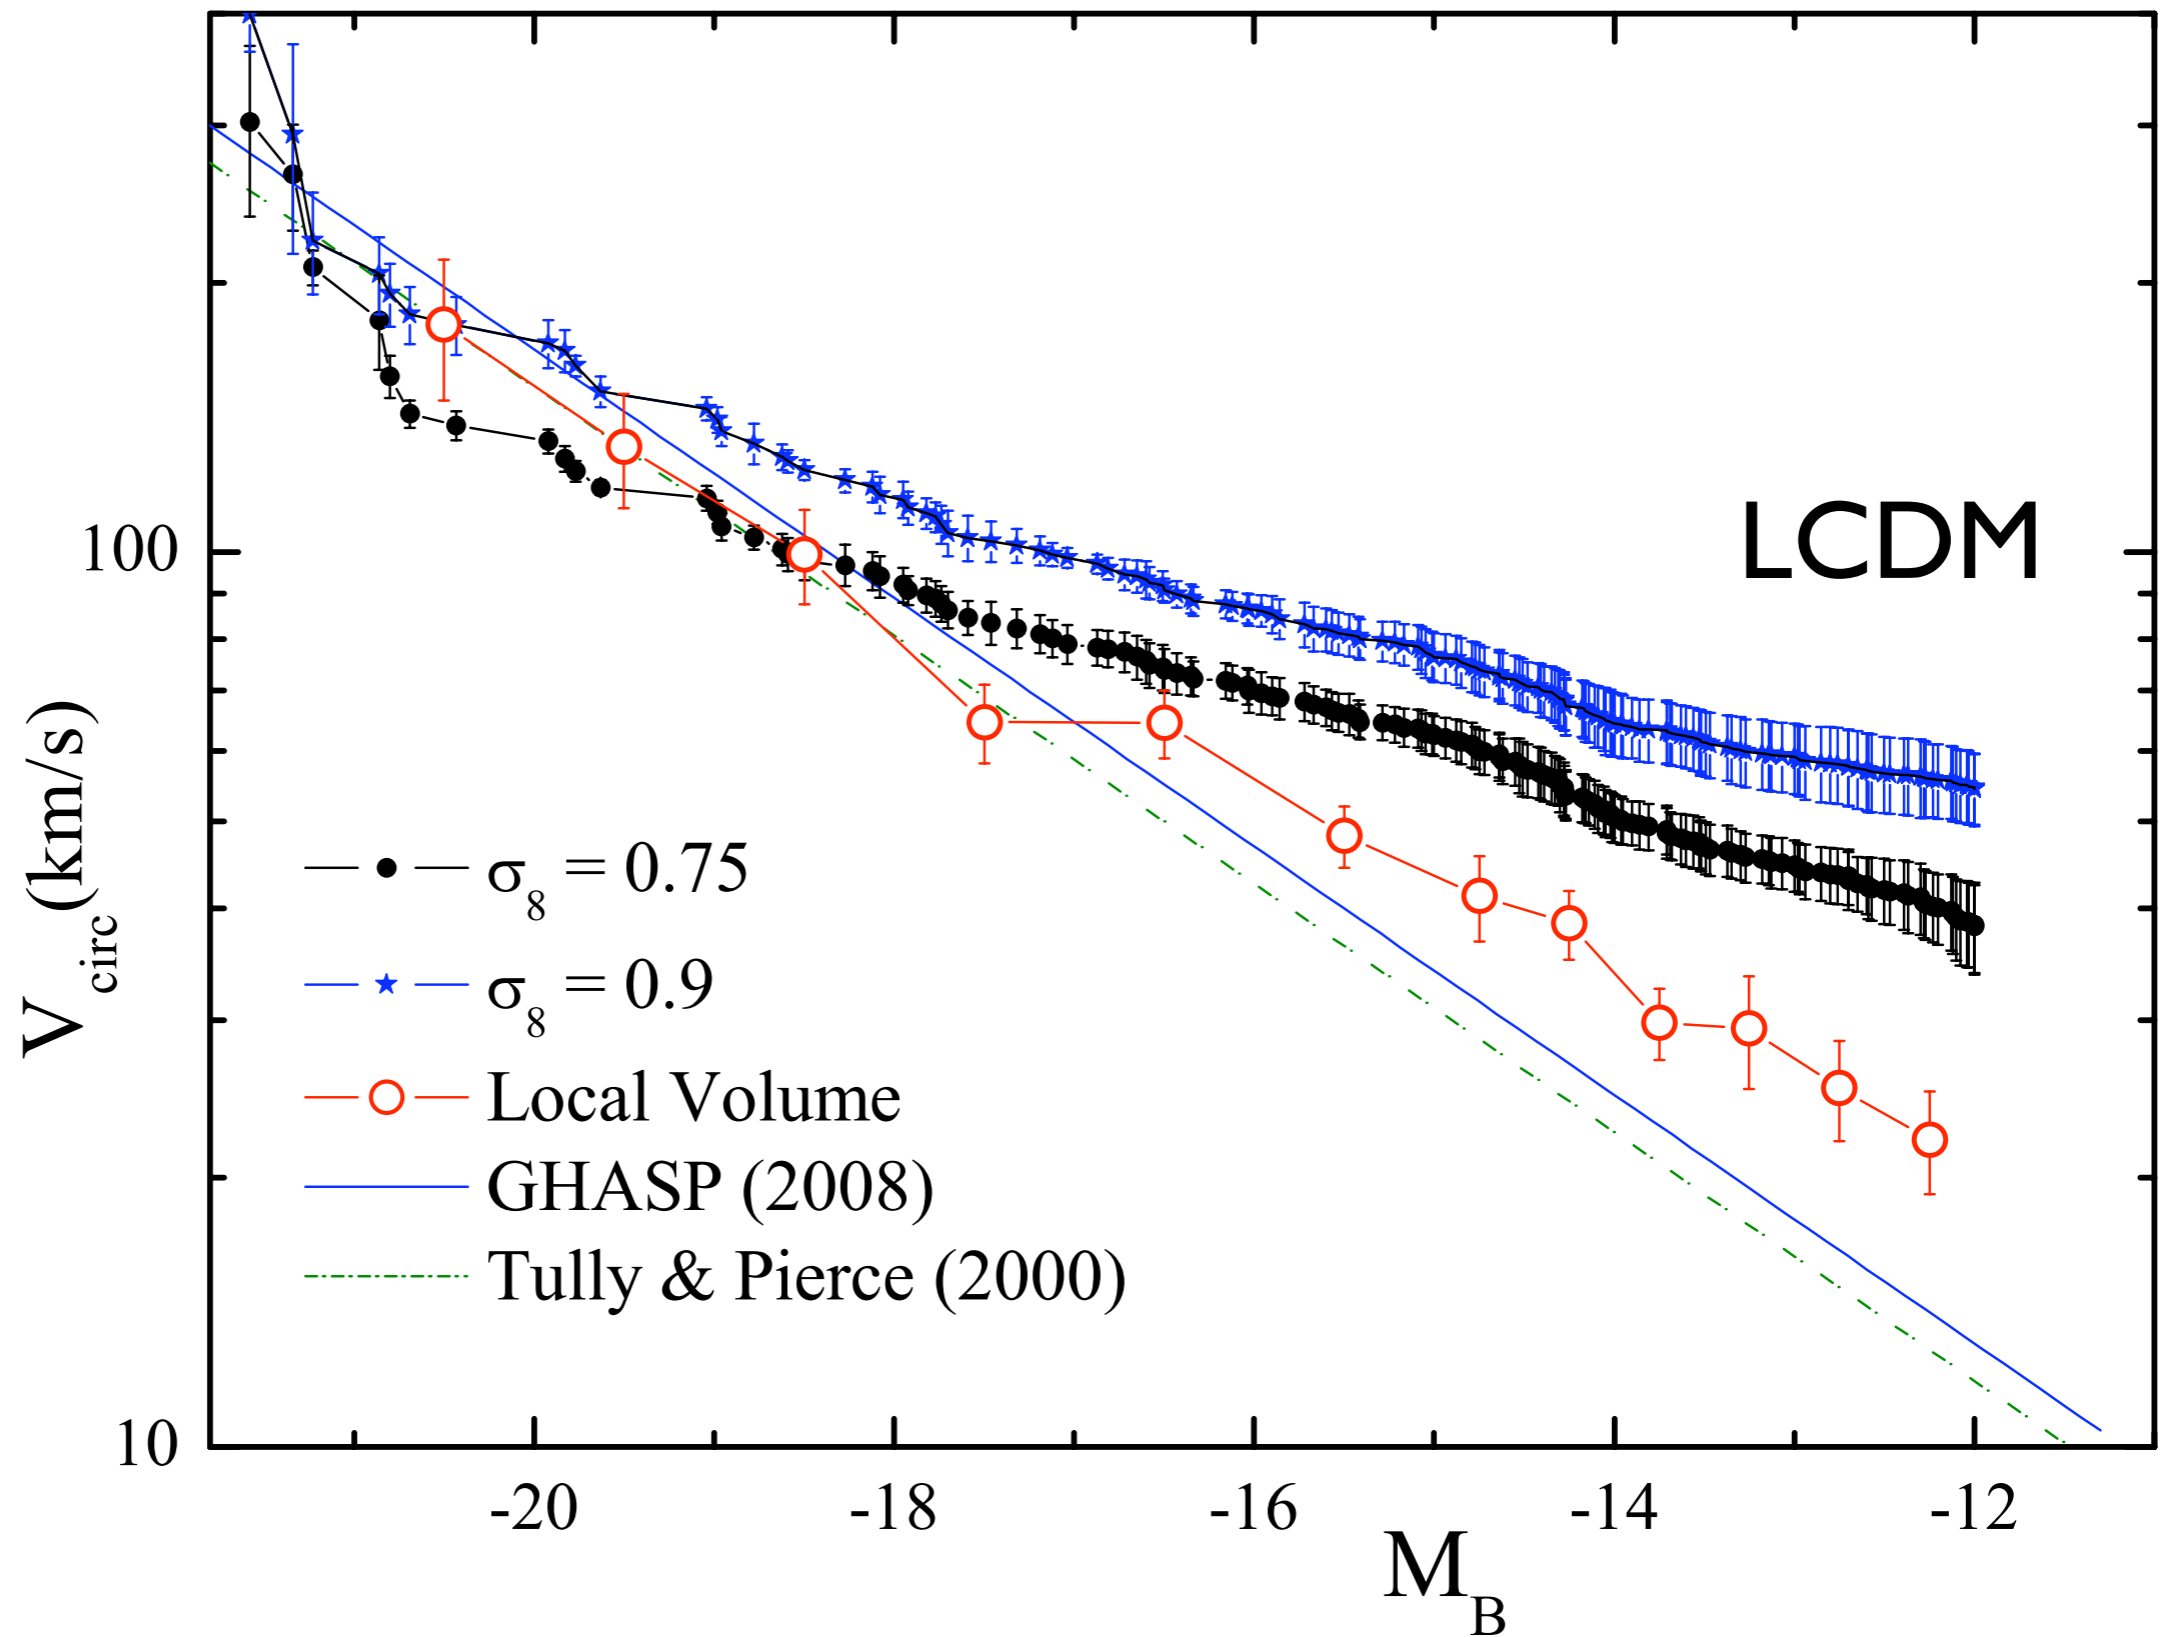 LCDM
100
10
V_circ (km/s)
σ_8 = 0.75
σ_8 = 0.9
Local Volume
GHASP (2008)
Tully & Pierce (2000)
-20 -18 -16 -14 -12
M_B